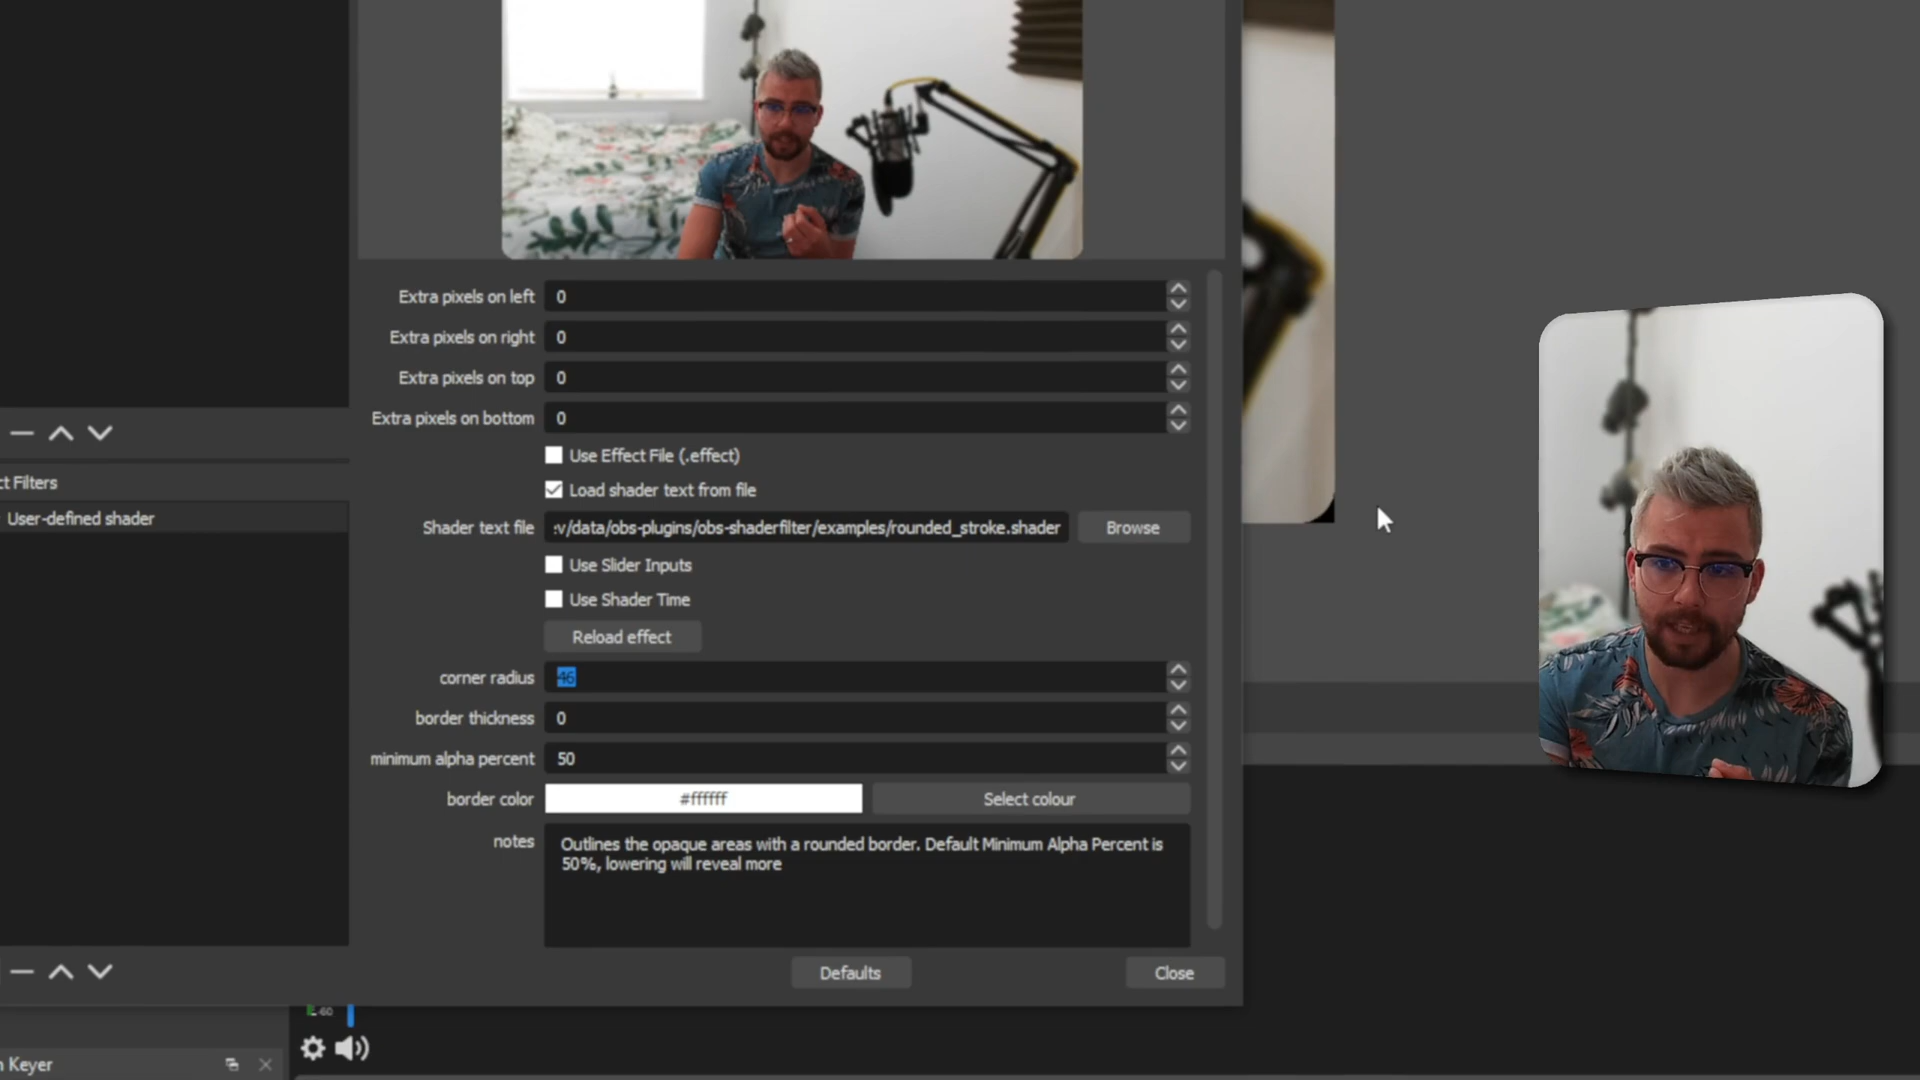 Extra pixels on left 0
Extra pixels on right 0
Extra pixels on top 0
Extra pixels on bottom 0
Use Effect File (.effect)
Load shader text from file
ct Filters
User-defined shader
Shader text file :v/data/obs-plugins/obs-shaderfilter/examples/rounded_stroke.shader Browse
Use Slider Inputs
Use Shader Time
Reload effect
corner radius 46
border thickness 0
minimum alpha percent 50
border color #ffffff Select colour
notes Outlines the opaque areas with a rounded border. Default Minimum Alpha Percent is
50%, lowering will reveal more
Defaults Close
-60
n Keyer